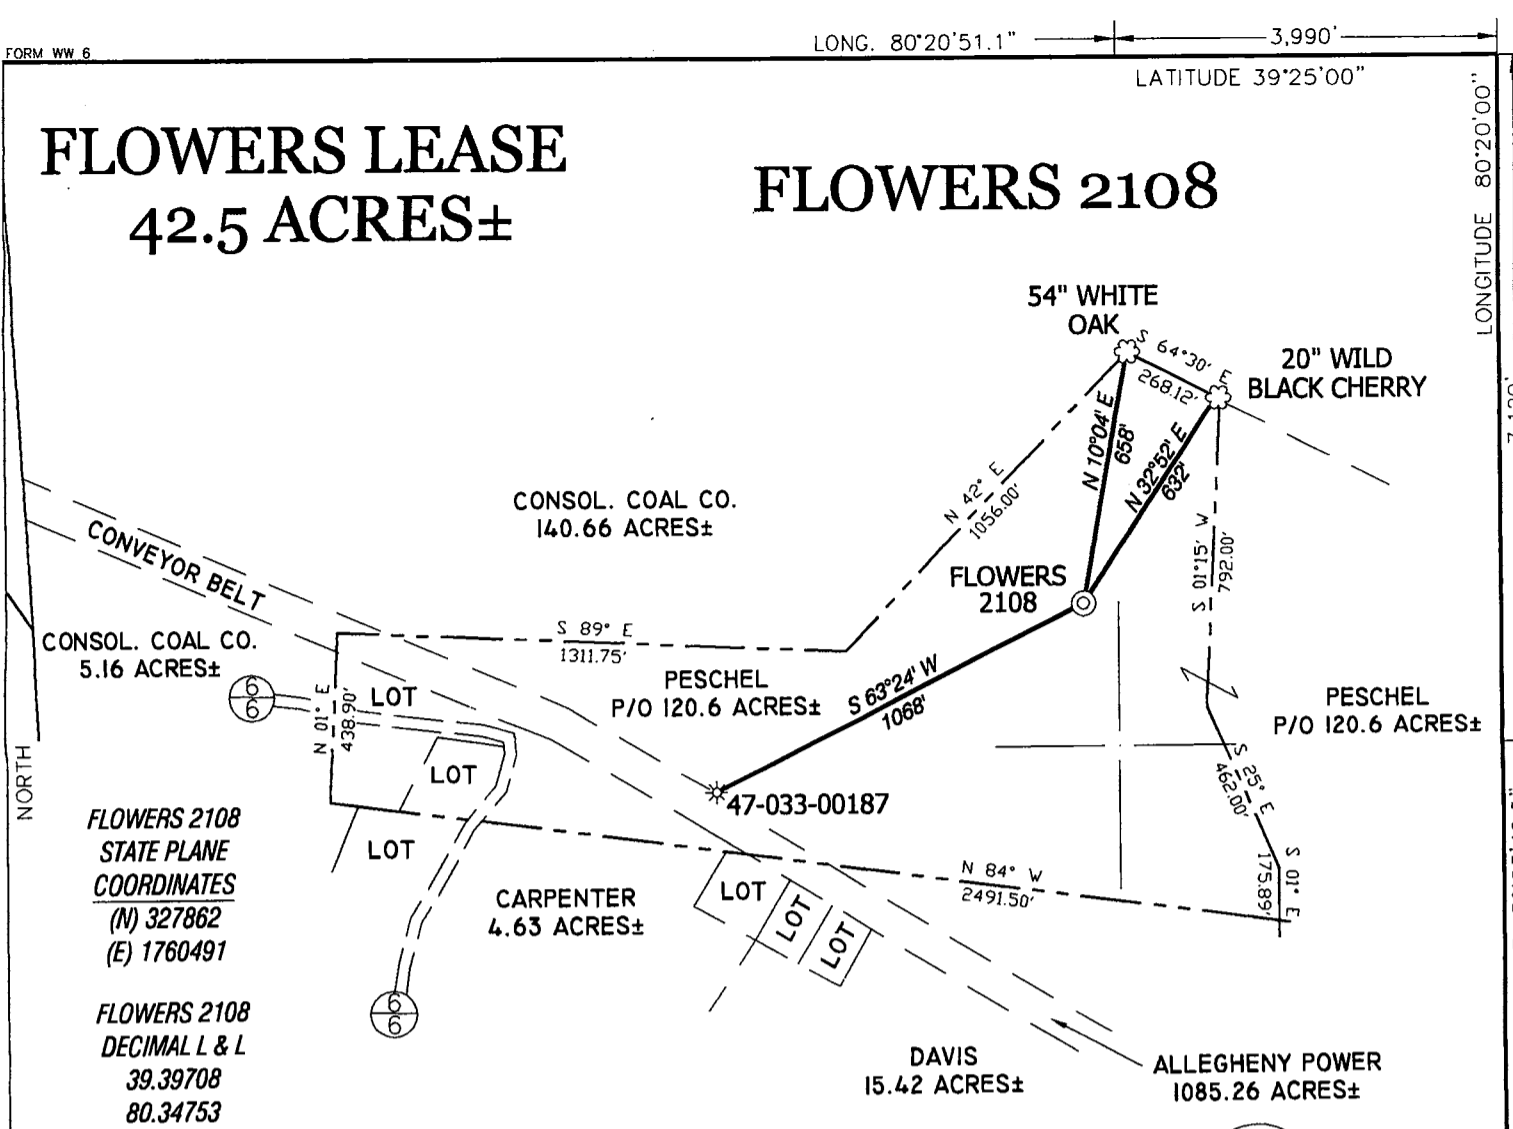 FORM WW 6
LONG. 80°20'51.1"
3,990'
LATITUDE 39°25'00"
LONGITUDE 80°20'00"
FLOWERS LEASE
42.5 ACRES±
FLOWERS 2108
54" WHITE
OAK
S 64°30' E
268.12'
20" WILD
BLACK CHERRY
N 10°04' E
658'
N 32°52' E
632'
N 42° E
1056.00'
S 01°15' W
792.00'
CONSOL. COAL CO.
140.66 ACRES±
CONVEYOR BELT
FLOWERS
2108
CONSOL. COAL CO.
5.16 ACRES±
S 89° E
1311.75'
6
6
N 01° E
438.90'
LOT
PESCHEL
P/O 120.6 ACRES±
S 63°24' W
1068'
PESCHEL
P/O 120.6 ACRES±
S 25° E
462.00'
LOT
NORTH
47-033-00187
LOT
FLOWERS 2108
STATE PLANE
COORDINATES
(N) 327862
(E) 1760491
CARPENTER
4.63 ACRES±
LOT
LOT
LOT
N 84° W
2491.50'
S 01° E
175.89'
6
6
FLOWERS 2108
DECIMAL L & L
39.39708
80.34753
DAVIS
15.42 ACRES±
ALLEGHENY POWER
1085.26 ACRES±